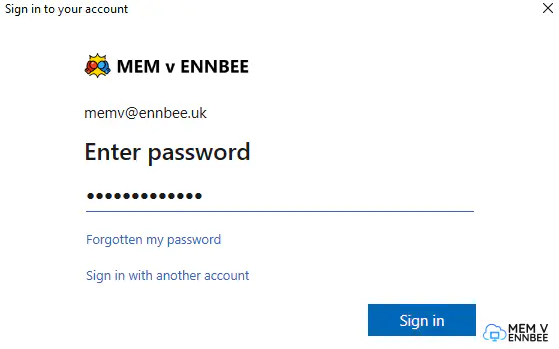 Sign in to your account
MEM v ENNBEE
memv@ennbee.uk
Enter password
•••••••••••••
Forgotten my password
Sign in with another account
Sign in
MEM V
ENNBEE